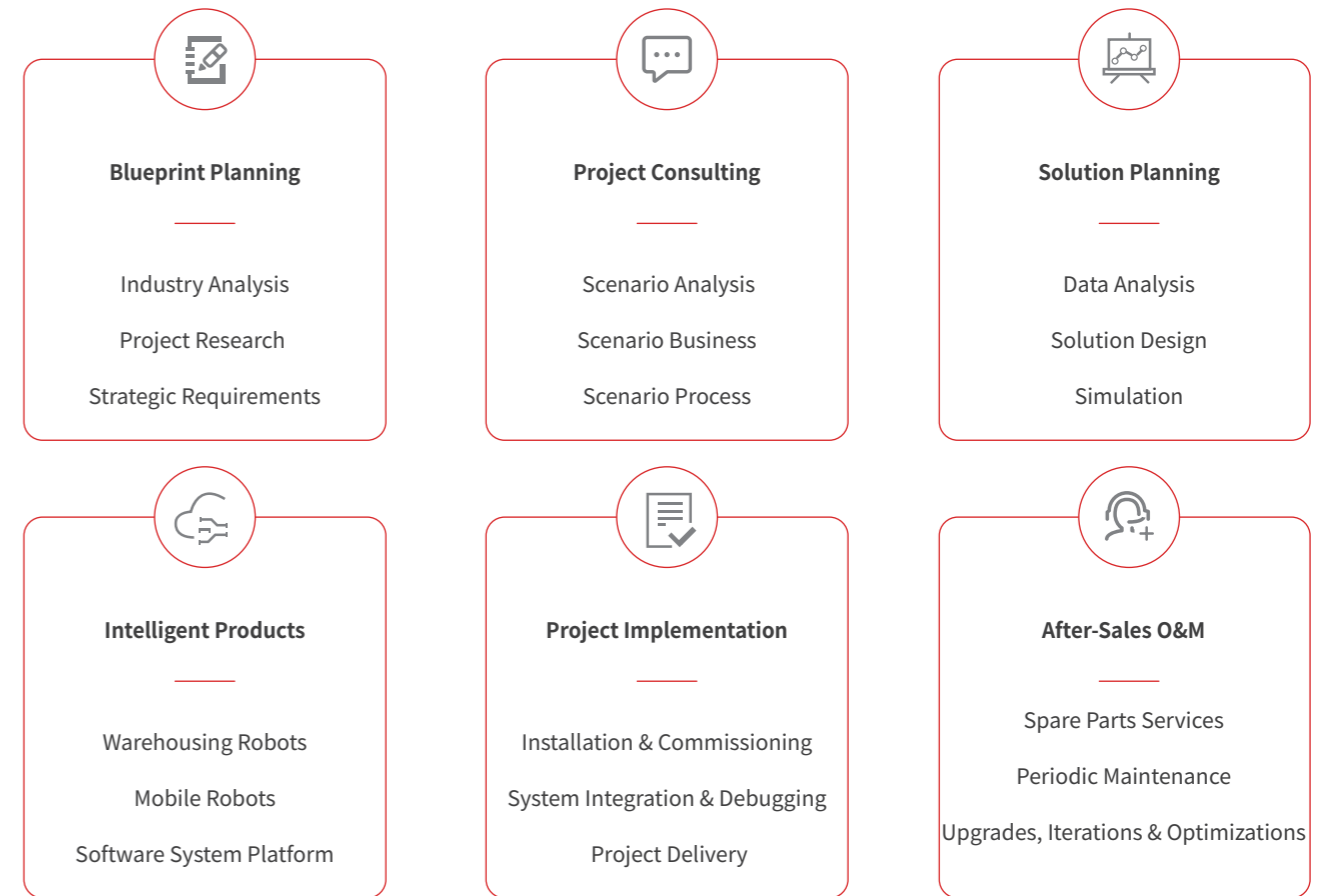 Blueprint Planning
Industry Analysis
Project Research
Strategic Requirements
Project Consulting
Scenario Analysis
Scenario Business
Scenario Process
Solution Planning
Data Analysis
Solution Design
Simulation
Intelligent Products
Warehousing Robots
Mobile Robots
Software System Platform
Project Implementation
Installation & Commissioning
System Integration & Debugging
Project Delivery
After-Sales O&M
Spare Parts Services
Periodic Maintenance
Upgrades, Iterations & Optimizations